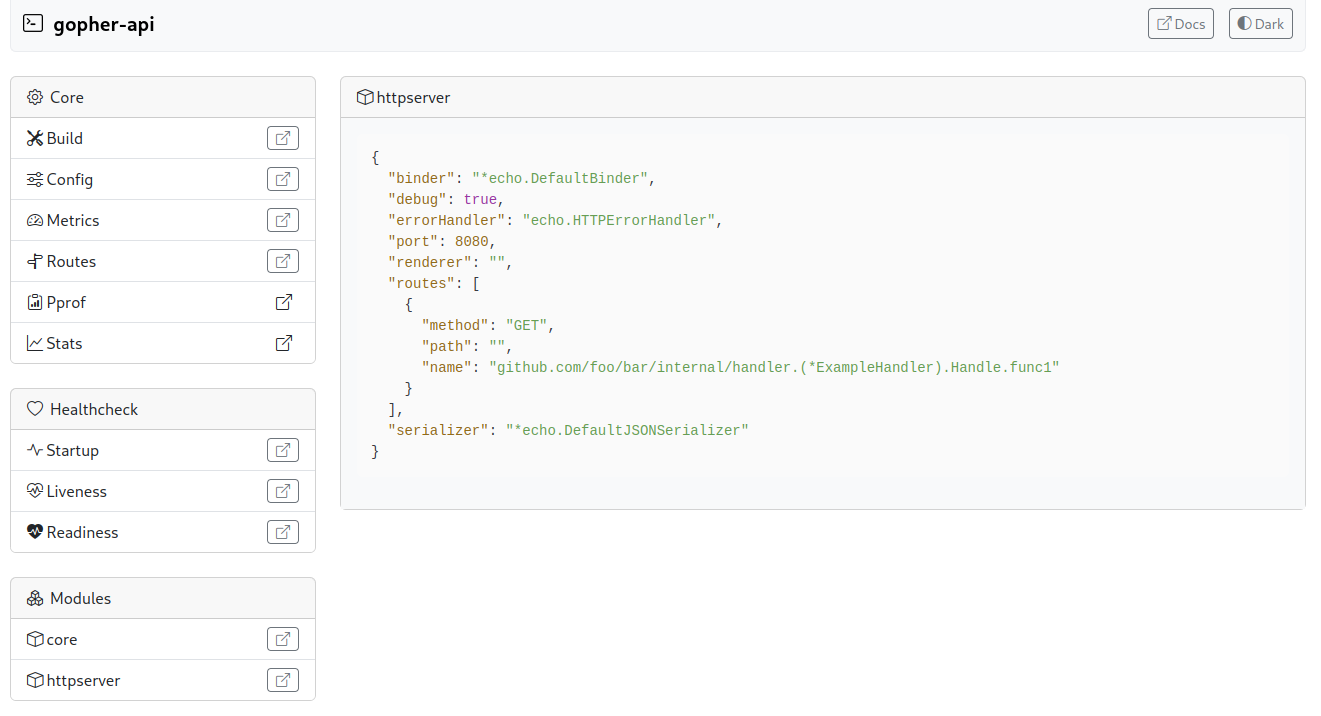 gopher-api
Docs
Dark
Core
Build
Config
Metrics
Routes
Pprof
Stats
Healthcheck
Startup
Liveness
Readiness
Modules
core
httpserver
httpserver
{
  "binder": "*echo.DefaultBinder",
  "debug": true,
  "errorHandler": "echo.HTTPErrorHandler",
  "port": 8080,
  "renderer": "",
  "routes": [
    {
      "method": "GET",
      "path": "",
      "name": "github.com/foo/bar/internal/handler.(*ExampleHandler).Handle.func1"
    }
  ],
  "serializer": "*echo.DefaultJSONSerializer"
}